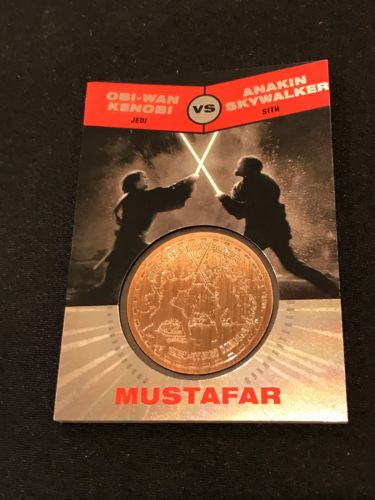 OBI-WAN
KENOBI
JEDI
VS
ANAKIN
SKYWALKER
SITH
MUSTAFAR